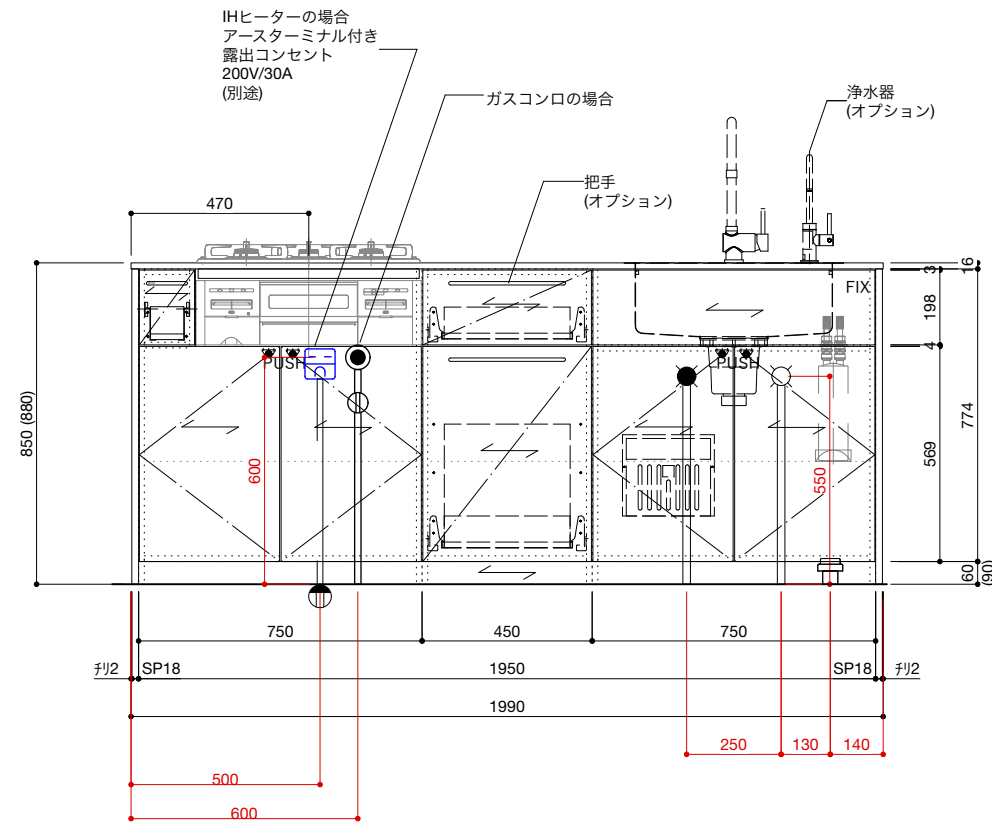 IHヒーターの場合
アースターミナル付き
露出コンセント
200V/30A
(別途)
ガスコンロの場合
浄水器
(オプション)
把手
(オプション)
470
FIX
3
16
198
4
PUSH
PUSH
850 (880)
774
569
600
550
60
(90)
750
450
750
チリ2
SP18
1950
SP18
チリ2
1990
250
130
140
500
600